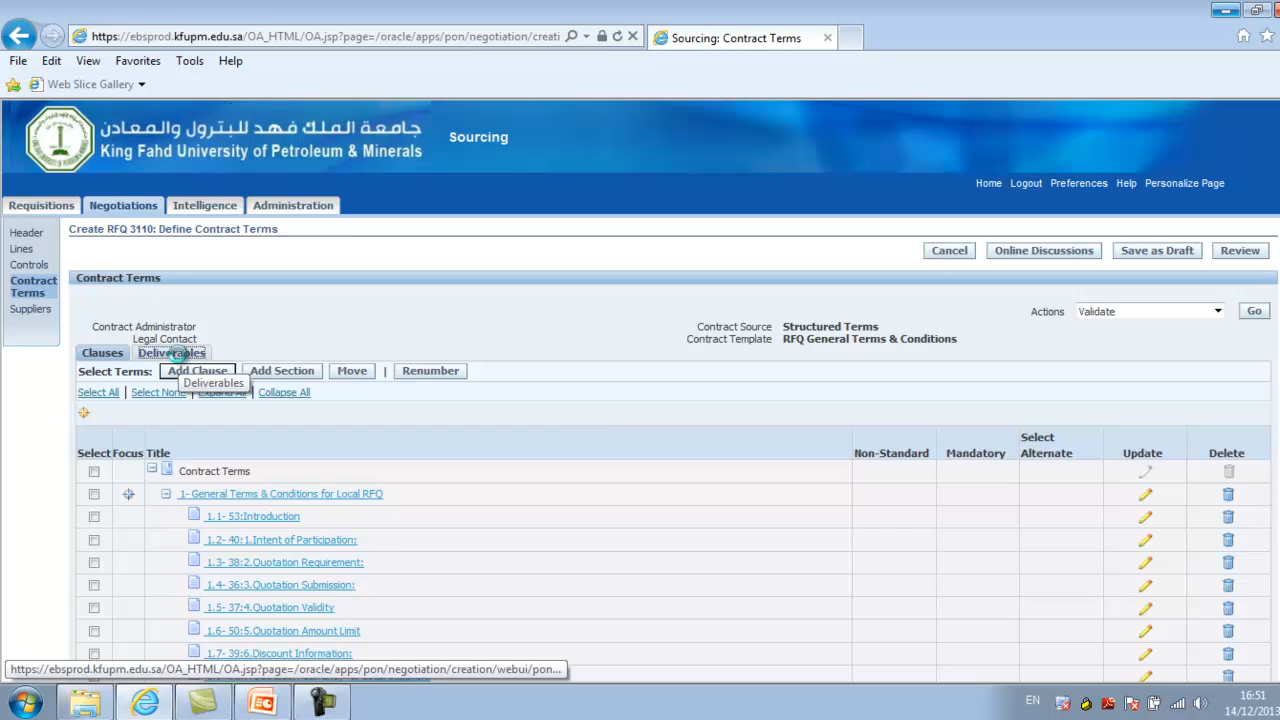 https://ebsprod.kfupm.edu.sa/OA_HTML/OA.jsp?page=/oracle/apps/pon/negotiation/creati
Sourcing: Contract Terms
File Edit View Favorites Tools Help
Web Slice Gallery
جامعة الملك فهد للبترول والمعادن
King Fahd University of Petroleum & Minerals
Sourcing
Home Logout Preferences Help Personalize Page
Requisitions Negotiations Intelligence Administration
Header
Lines
Controls
Contract Terms
Suppliers
Create RFQ 3110: Define Contract Terms
Cancel Online Discussions Save as Draft Review
Contract Terms
Actions Validate Go
Contract Administrator
Legal Contact
Contract Source Structured Terms
Contract Template RFQ General Terms & Conditions
Clauses Deliverables
Select Terms: Add Clause Add Section Move | Renumber
Deliverables
Select All | Select None | Expand All | Collapse All
Select Focus Title Non-Standard Mandatory Select Alternate Update Delete
Contract Terms
1- General Terms & Conditions for Local RFQ
1.1- 53:Introduction
1.2- 40:1.Intent of Participation:
1.3- 38:2.Quotation Requirement:
1.4- 36:3.Quotation Submission:
1.5- 37:4.Quotation Validity
1.6- 50:5.Quotation Amount Limit
1.7- 39:6.Discount Information:
https://ebsprod.kfupm.edu.sa/OA_HTML/OA.jsp?page=/oracle/apps/pon/negotiation/creation/webui/pon...
EN
16:51
14/12/2013